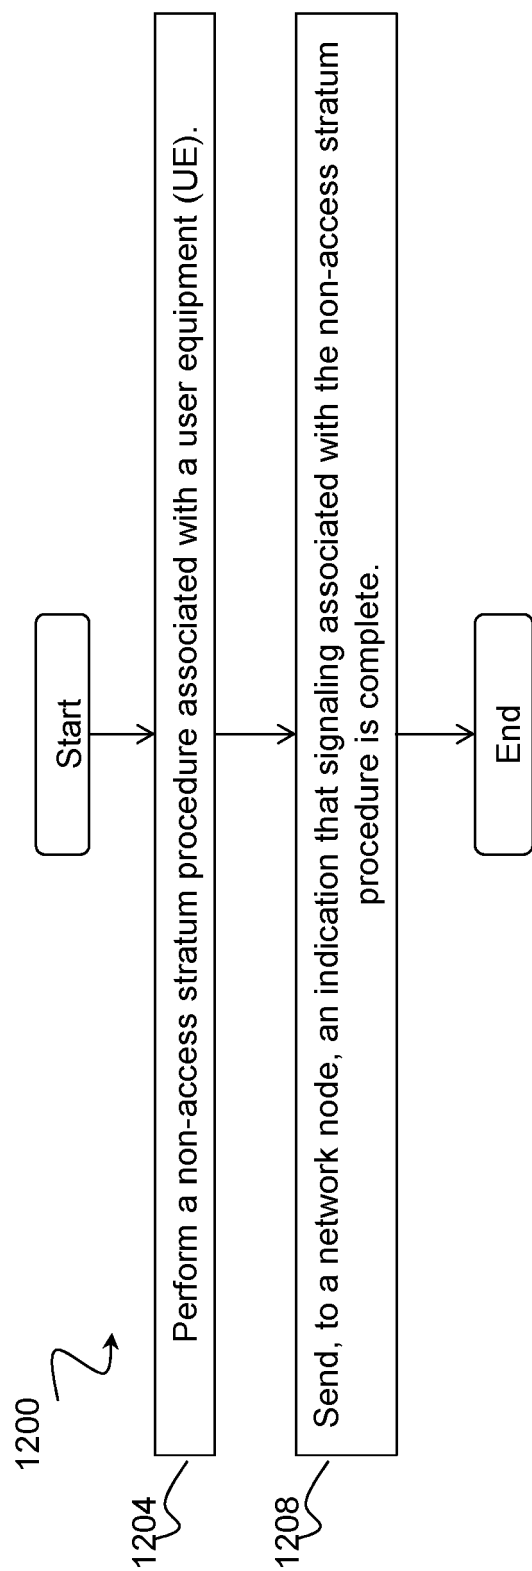 1200
Start
1204
Perform a non-access stratum procedure associated with a user equipment (UE).
1208
Send, to a network node, an indication that signaling associated with the non-access stratum
procedure is complete.
End